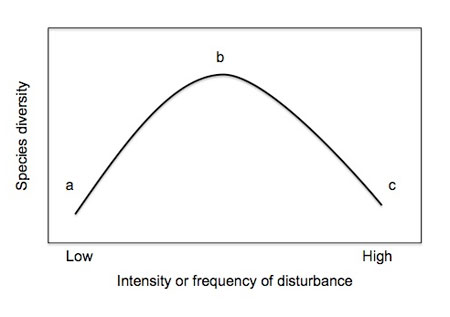 b
Species diversity
a
c
Low
High
Intensity or frequency of disturbance